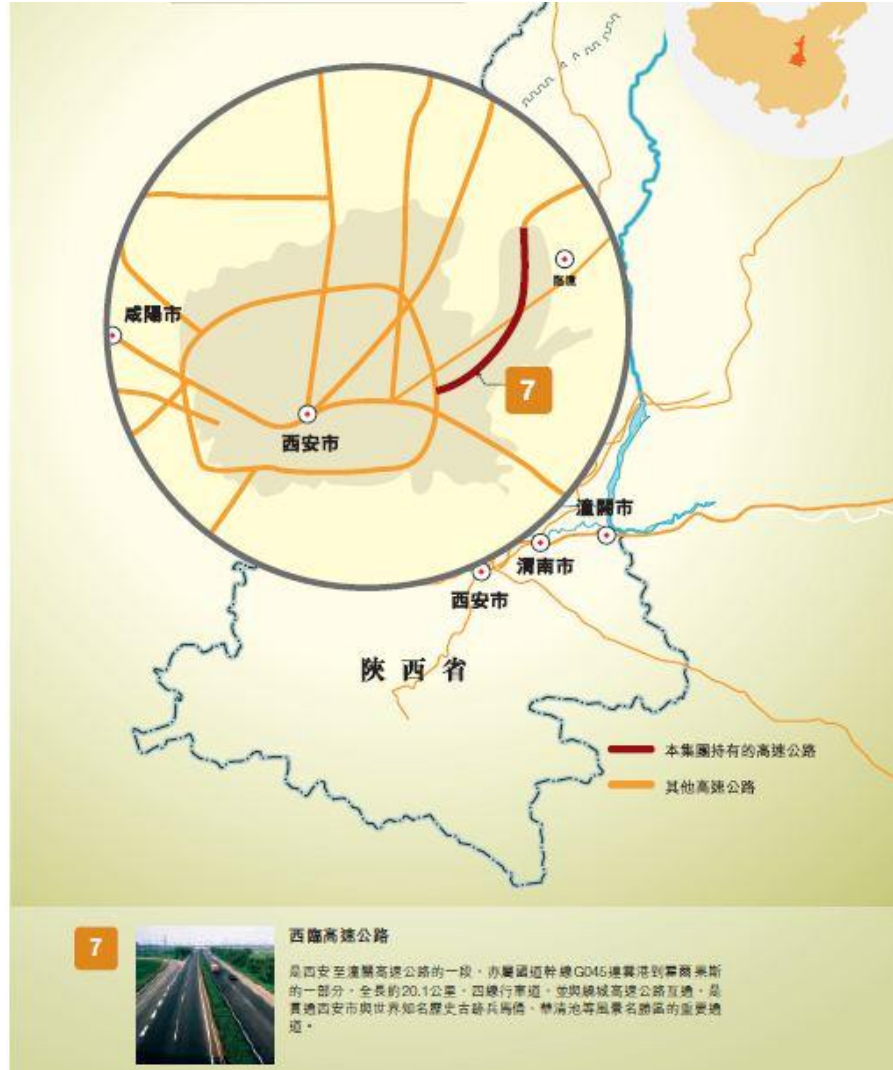 咸陽市
臨潼
7
西安市
潼關市
渭南市
西安市
陝西省
本集團持有的高速公路
其他高速公路
7
西臨高速公路
是西安至潼關高速公路的一段，亦屬國道幹線G045連雲港到霍爾果斯
的一部分，全長約20.1公里，四線行車道，並與繞城高速公路互通，是
貫通西安市與世界知名歷史古跡兵馬俑、華清池等風景名勝區的重要通
道。